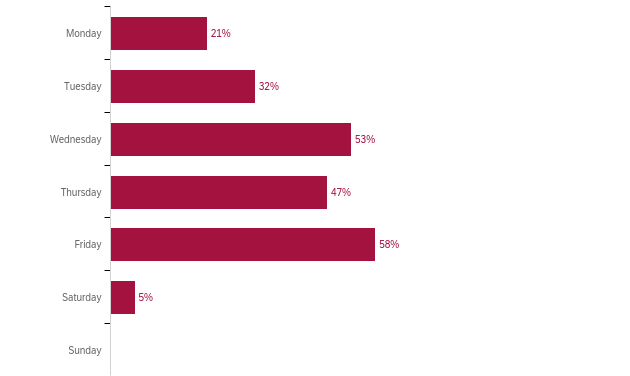 Monday 21%
Tuesday 32%
Wednesday 53%
Thursday 47%
Friday 58%
Saturday 5%
Sunday